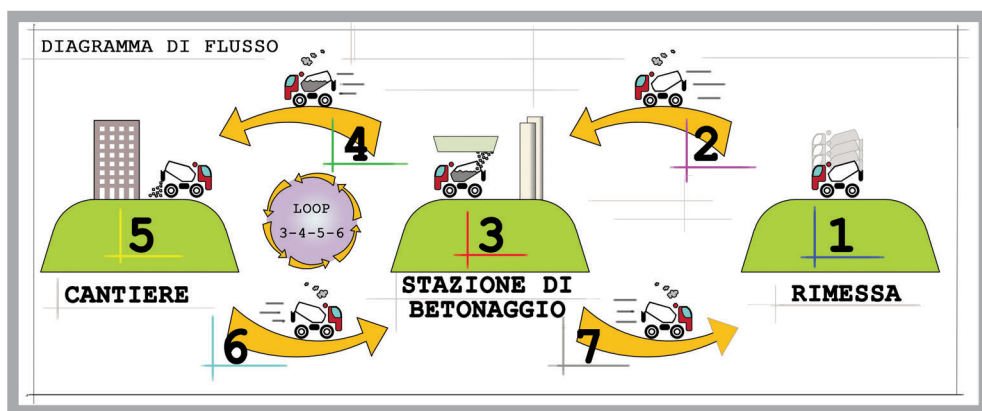 DIAGRAMMA DI FLUSSO
4
2
LOOP
3-4-5-6
5
3
1
CANTIERE
STAZIONE DI
BETONAGGIO
RIMESSA
6
7